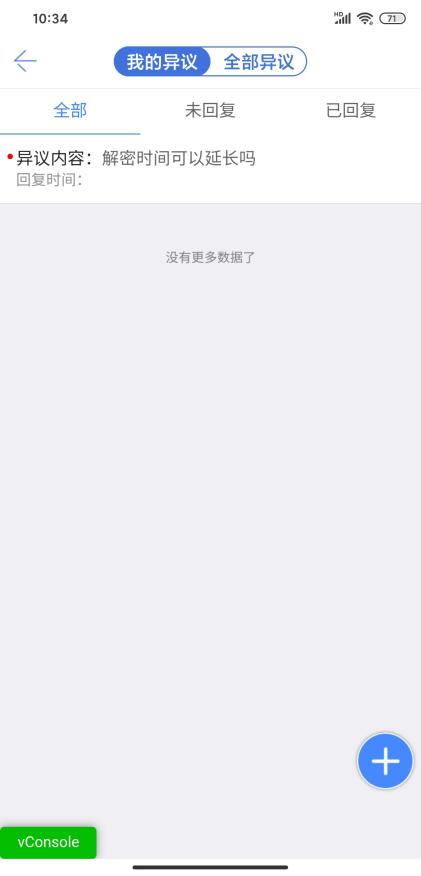 10:34
HD
71
我的异议 全部异议
全部 未回复 已回复
异议内容：解密时间可以延长吗
回复时间：
没有更多数据了
vConsole